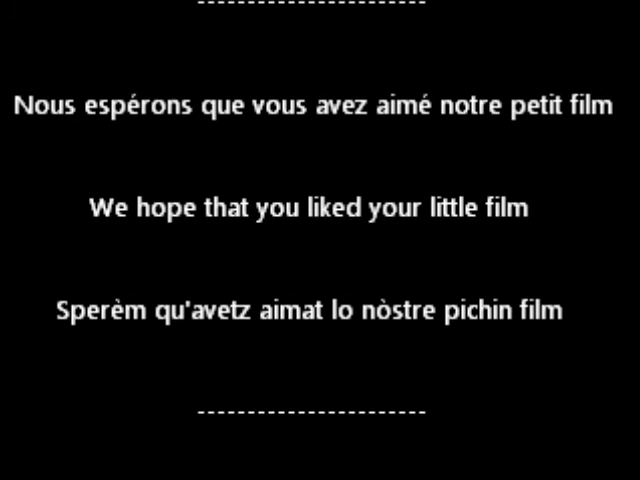 -----------------------
Nous espérons que vous avez aimé notre petit film
We hope that you liked your little film
Sperèm qu'avetz aimat lo nòstre pichin film
-----------------------